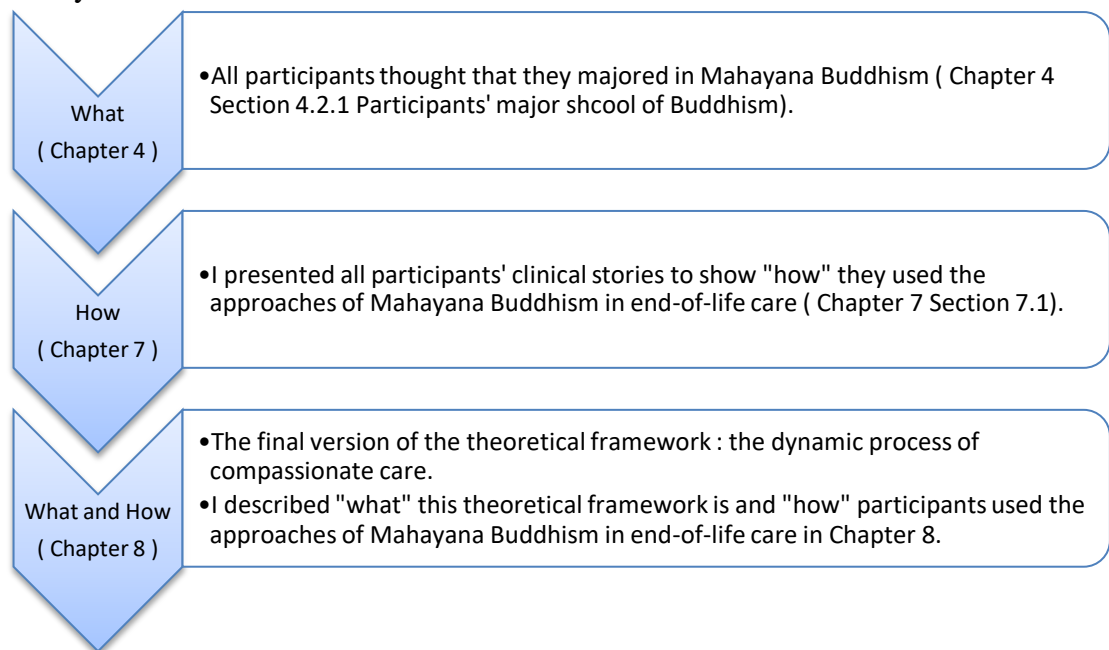 What
( Chapter 4 )
•All participants thought that they majored in Mahayana Buddhism ( Chapter 4
Section 4.2.1 Participants' major shcool of Buddhism).
How
( Chapter 7 )
•I presented all participants' clinical stories to show "how" they used the
approaches of Mahayana Buddhism in end-of-life care ( Chapter 7 Section 7.1).
What and How
( Chapter 8 )
•The final version of the theoretical framework : the dynamic process of
compassionate care.
•I described "what" this theoretical framework is and "how" participants used the
approaches of Mahayana Buddhism in end-of-life care in Chapter 8.